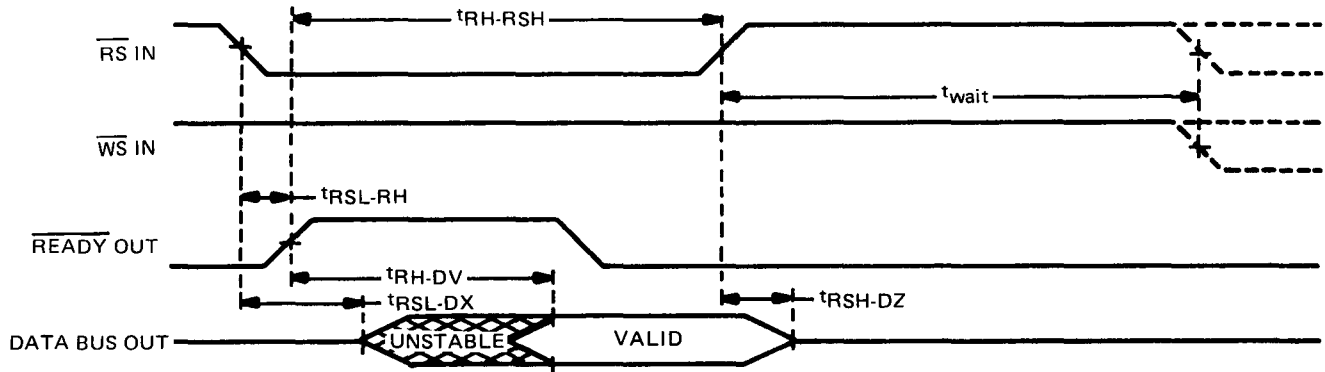 tRH-RSH
RS IN
twait
WS IN
tRSL-RH
READY OUT
tRH-DV
tRSL-DX
tRSH-DZ
DATA BUS OUT
UNSTABLE
VALID